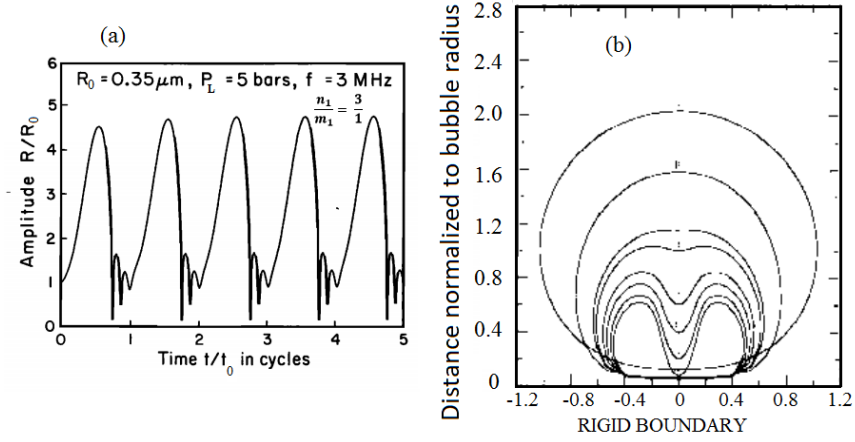 (a)
R₀ = 0.35 μm, P_L = 5 bars, f = 3 MHz
n₁/m₁ = 3/1
Amplitude R/R₀
6
5
4
3
2
1
0
0 1 2 3 4 5
Time t/t₀ in cycles
(b)
Distance normalized to bubble radius
2.8
2.4
2.0
1.6
1.2
0.8
0.4
0
-1.2 -0.8 -0.4 0 0.4 0.8 1.2
RIGID BOUNDARY